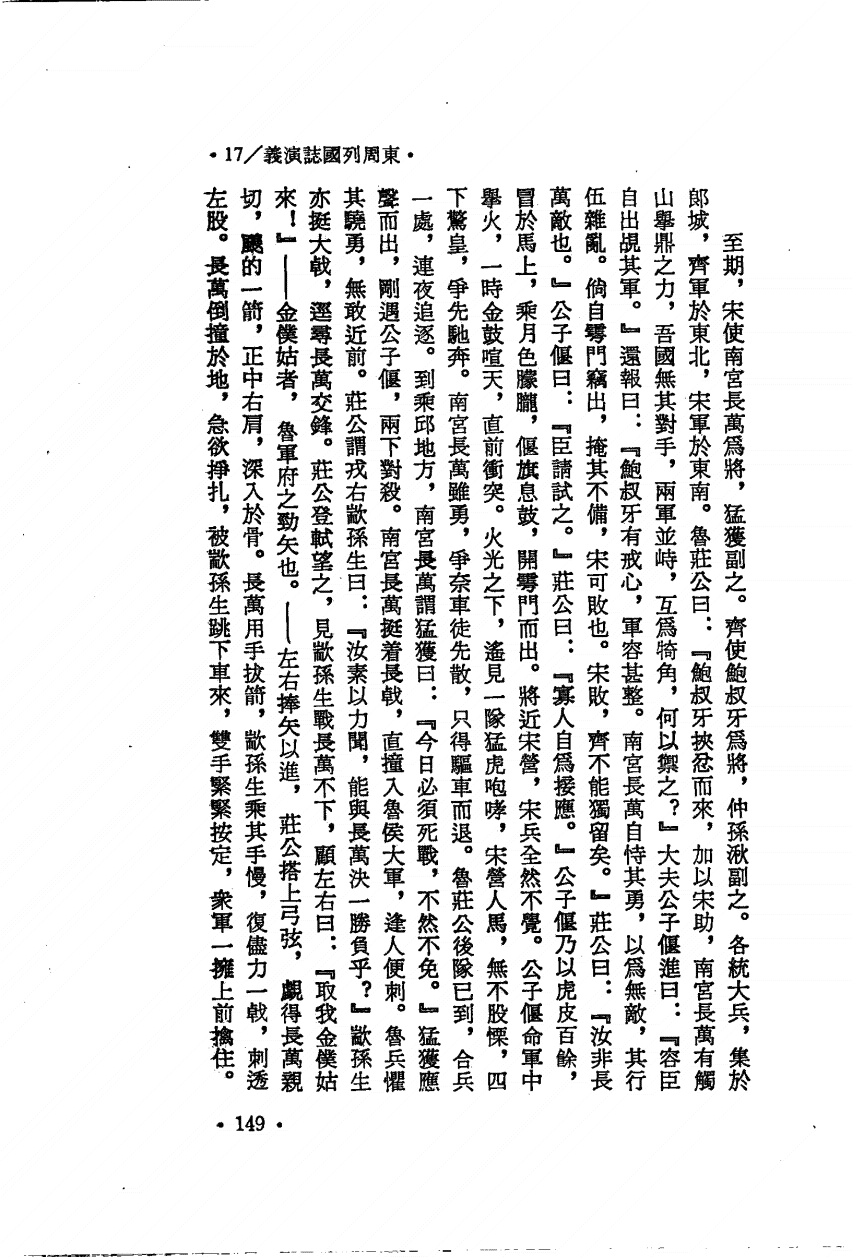 •17/義演誌國列周東•
至期，宋使南宮長萬爲將，猛獲副之。齊使鮑叔牙爲將，仲孫湫副之。各統大兵，集於
郎城，齊軍於東北，宋軍於東南。魯莊公曰：『鮑叔牙挾忿而來，加以宋助，南宮長萬有觸
山舉鼎之力，吾國無其對手，兩軍並峙，互爲犄角，何以禦之？』大夫公子偃進曰：『容臣
自出覘其軍。』還報曰：『鮑叔牙有戒心，軍容甚整。南宮長萬自恃其勇，以爲無敵，其行
伍雜亂。倘自雩門竊出，掩其不備，宋可敗也。宋敗，齊不能獨留矣。』莊公曰：『汝非長
萬敵也。』公子偃曰：『臣請試之。』莊公曰：『寡人自爲接應。』公子偃乃以虎皮百餘，
冒於馬上，乘月色朦朧，偃旗息鼓，開雩門而出。將近宋營，宋兵全然不覺。公子偃命軍中
舉火，一時金鼓喧天，直前衝突。火光之下，遙見一隊猛虎咆哮，宋營人馬，無不股慄，四
下驚皇，爭先馳奔。南宮長萬雖勇，爭奈車徒先散，只得驅車而退。魯莊公後隊已到，合兵
一處，連夜追逐。到乘邱地方，南宮長萬謂猛獲曰：『今日必須死戰，不然不免。』猛獲應
聲而出，剛遇公子偃，兩下對殺。南宮長萬挺着長戟，直撞入魯侯大軍，逢人便刺。魯兵懼
其驍勇，無敢近前。莊公謂戎右歂孫生曰：『汝素以力聞，能與長萬決一勝負乎？』歂孫生
亦挺大戟，逕尋長萬交鋒。莊公登軾望之，見歂孫生戰長萬不下，顧左右曰：『取我金僕姑
來！』——金僕姑者，魯軍府之勁矢也。——左右捧矢以進，莊公搭上弓弦，覷得長萬親
切，颼的一箭，正中右肩，深入於骨。長萬用手拔箭，歂孫生乘其手慢，復儘力一戟，刺透
左股。長萬倒撞於地，急欲掙扎，被歂孫生跳下車來，雙手緊緊按定，衆軍一擁上前擒住。
•149•